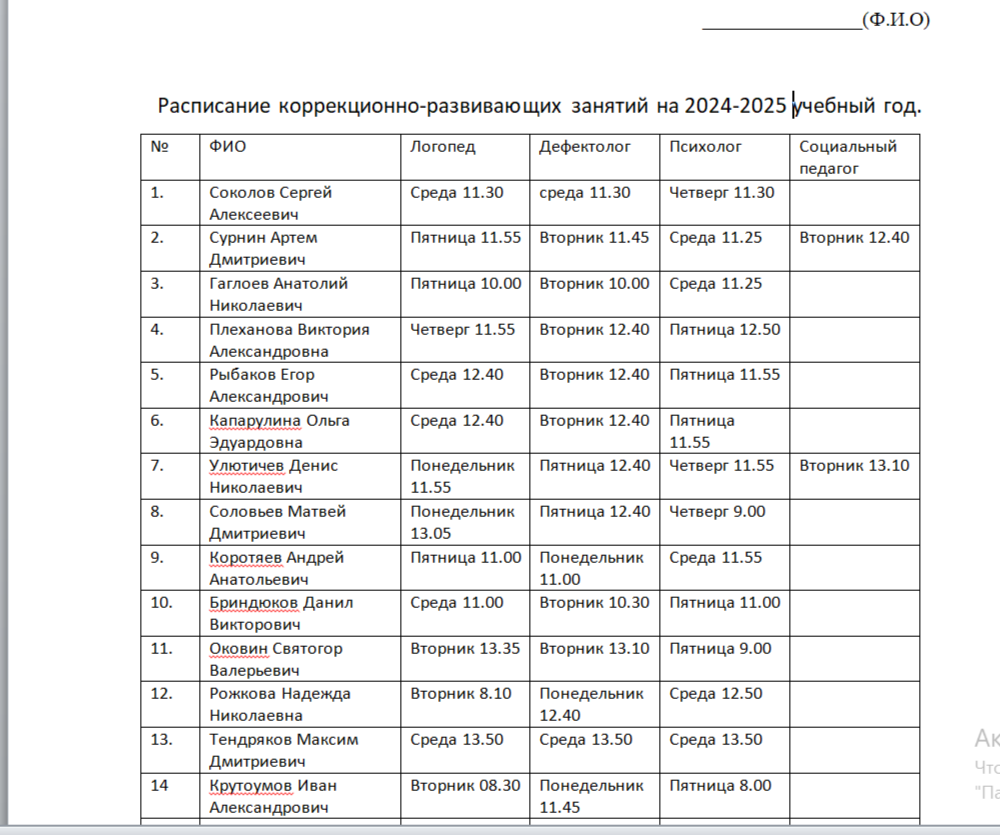 ________________(Ф.И.О)
Расписание коррекционно-развивающих занятий на 2024-2025 учебный год.
№ ФИО Логопед Дефектолог Психолог Социальный
педагог
1. Соколов Сергей Среда 11.30 среда 11.30 Четверг 11.30
Алексеевич
2. Сурнин Артем Пятница 11.55 Вторник 11.45 Среда 11.25 Вторник 12.40
Дмитриевич
3. Гаглоев Анатолий Пятница 10.00 Вторник 10.00 Среда 11.25
Николаевич
4. Плеханова Виктория Четверг 11.55 Вторник 12.40 Пятница 12.50
Александровна
5. Рыбаков Егор Среда 12.40 Вторник 12.40 Пятница 11.55
Александрович
6. Капарулина Ольга Среда 12.40 Вторник 12.40 Пятница
Эдуардовна 11.55
7. Улютичев Денис Понедельник Пятница 12.40 Четверг 11.55 Вторник 13.10
Николаевич 11.55
8. Соловьев Матвей Понедельник Пятница 12.40 Четверг 9.00
Дмитриевич 13.05
9. Коротяев Андрей Пятница 11.00 Понедельник Среда 11.55
Анатольевич 11.00
10. Бриндюков Данил Среда 11.00 Вторник 10.30 Пятница 11.00
Викторович
11. Оковин Святогор Вторник 13.35 Вторник 13.10 Пятница 9.00
Валерьевич
12. Рожкова Надежда Вторник 8.10 Понедельник Среда 12.50
Николаевна 12.40
13. Тендряков Максим Среда 13.50 Среда 13.50 Среда 13.50
Дмитриевич
14 Крутоумов Иван Вторник 08.30 Понедельник Пятница 8.00
Александрович 11.45